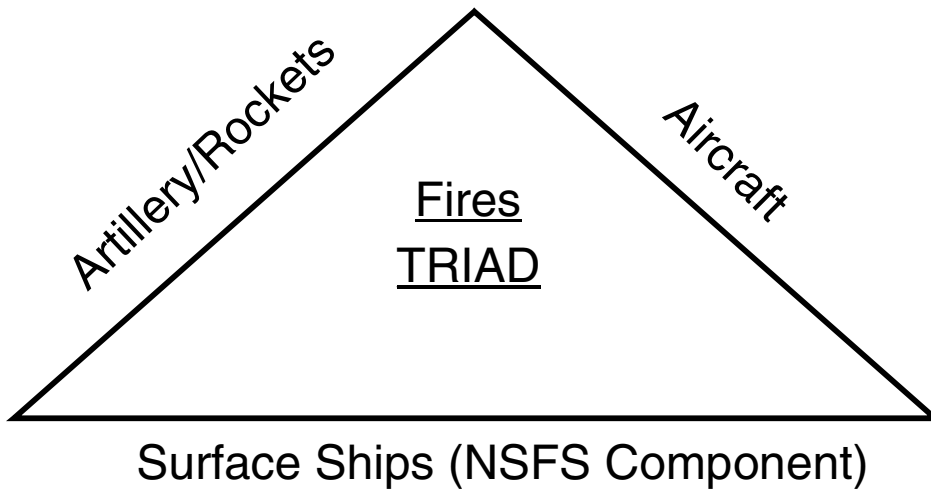 Artillery/Rockets
Aircraft
Fires
TRIAD
Surface Ships (NSFS Component)